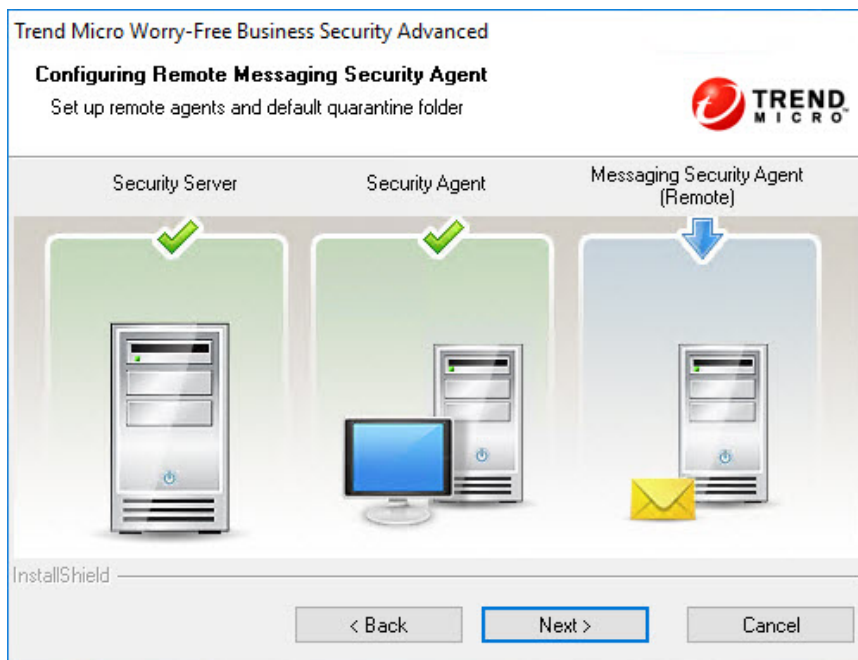 Trend Micro Worry-Free Business Security Advanced
Configuring Remote Messaging Security Agent
Set up remote agents and default quarantine folder
TREND
MICRO
Security Server
Security Agent
Messaging Security Agent
(Remote)
InstallShield
< Back
Next >
Cancel